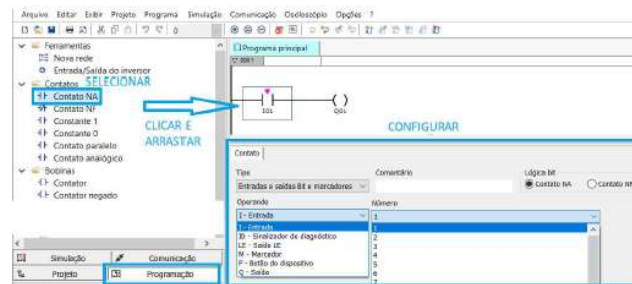 Arquivo Editar Exibir Projeto Programa Simulação Comunicação Osciloscópio Opções ?
Ferramentas
Nova rede
Entrada/Saída do inversor
Contatos SELECIONAR
Contato NA
Contato NF
Constante 1
Constante 0
Contato paralelo
Contato analógico
Bobinas
Contator
Contator negado
CLICAR E
ARRASTAR
Simulação
Comunicação
Projeto
Programação
Programa principal
I01
Q01
CONFIGURAR
Contato
Tipo
Comentário
Lógica bit
Entradas e saídas Bit e marcadores
Contato NA
Contato NF
Operando
Número
I - Entrada
1
I - Entrada
1
ID - Sinalizador de diagnóstico
2
LE - Saída LE
3
M - Marcador
4
P - Botão do dispositivo
5
Q - Saída
6
7